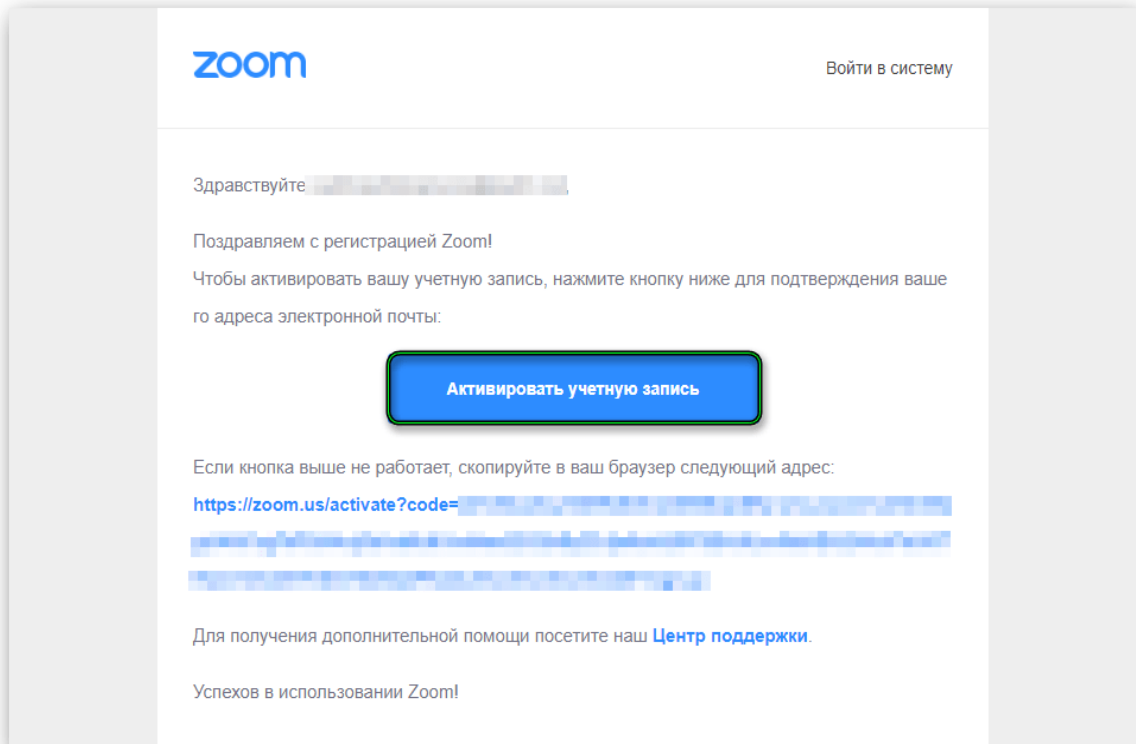 zoom
Войти в систему
Здравствуйте
Поздравляем с регистрацией Zoom!
Чтобы активировать вашу учетную запись, нажмите кнопку ниже для подтверждения ваше
го адреса электронной почты:
Активировать учетную запись
Если кнопка выше не работает, скопируйте в ваш браузер следующий адрес:
https://zoom.us/activate?code=
Для получения дополнительной помощи посетите наш Центр поддержки.
Успехов в использовании Zoom!